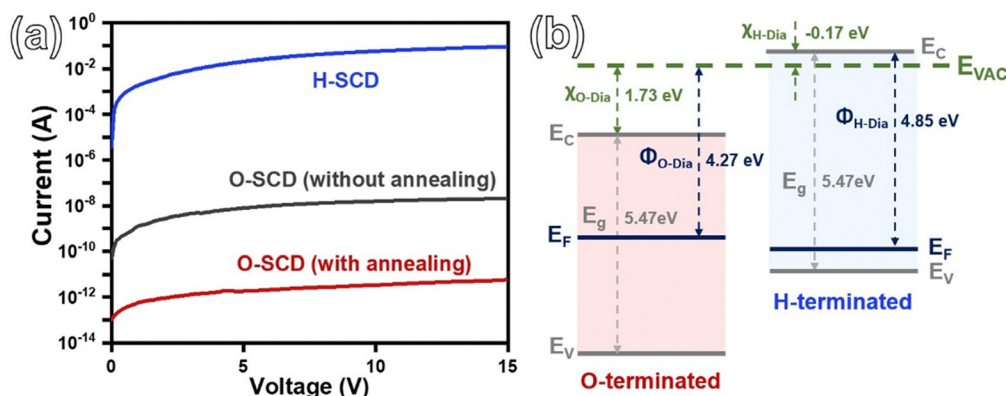 (a)
Current (A)
10⁰
10⁻²
10⁻⁴
10⁻⁶
10⁻⁸
10⁻¹⁰
10⁻¹²
10⁻¹⁴
H-SCD
O-SCD (without annealing)
O-SCD (with annealing)
0
5
10
15
Voltage (V)
(b)
χH-Dia
-0.17 eV
EC
EVAC
χO-Dia
1.73 eV
EC
ΦO-Dia
4.27 eV
Eg
5.47eV
EF
EV
O-terminated
ΦH-Dia
4.85 eV
Eg
5.47eV
EF
EV
H-terminated